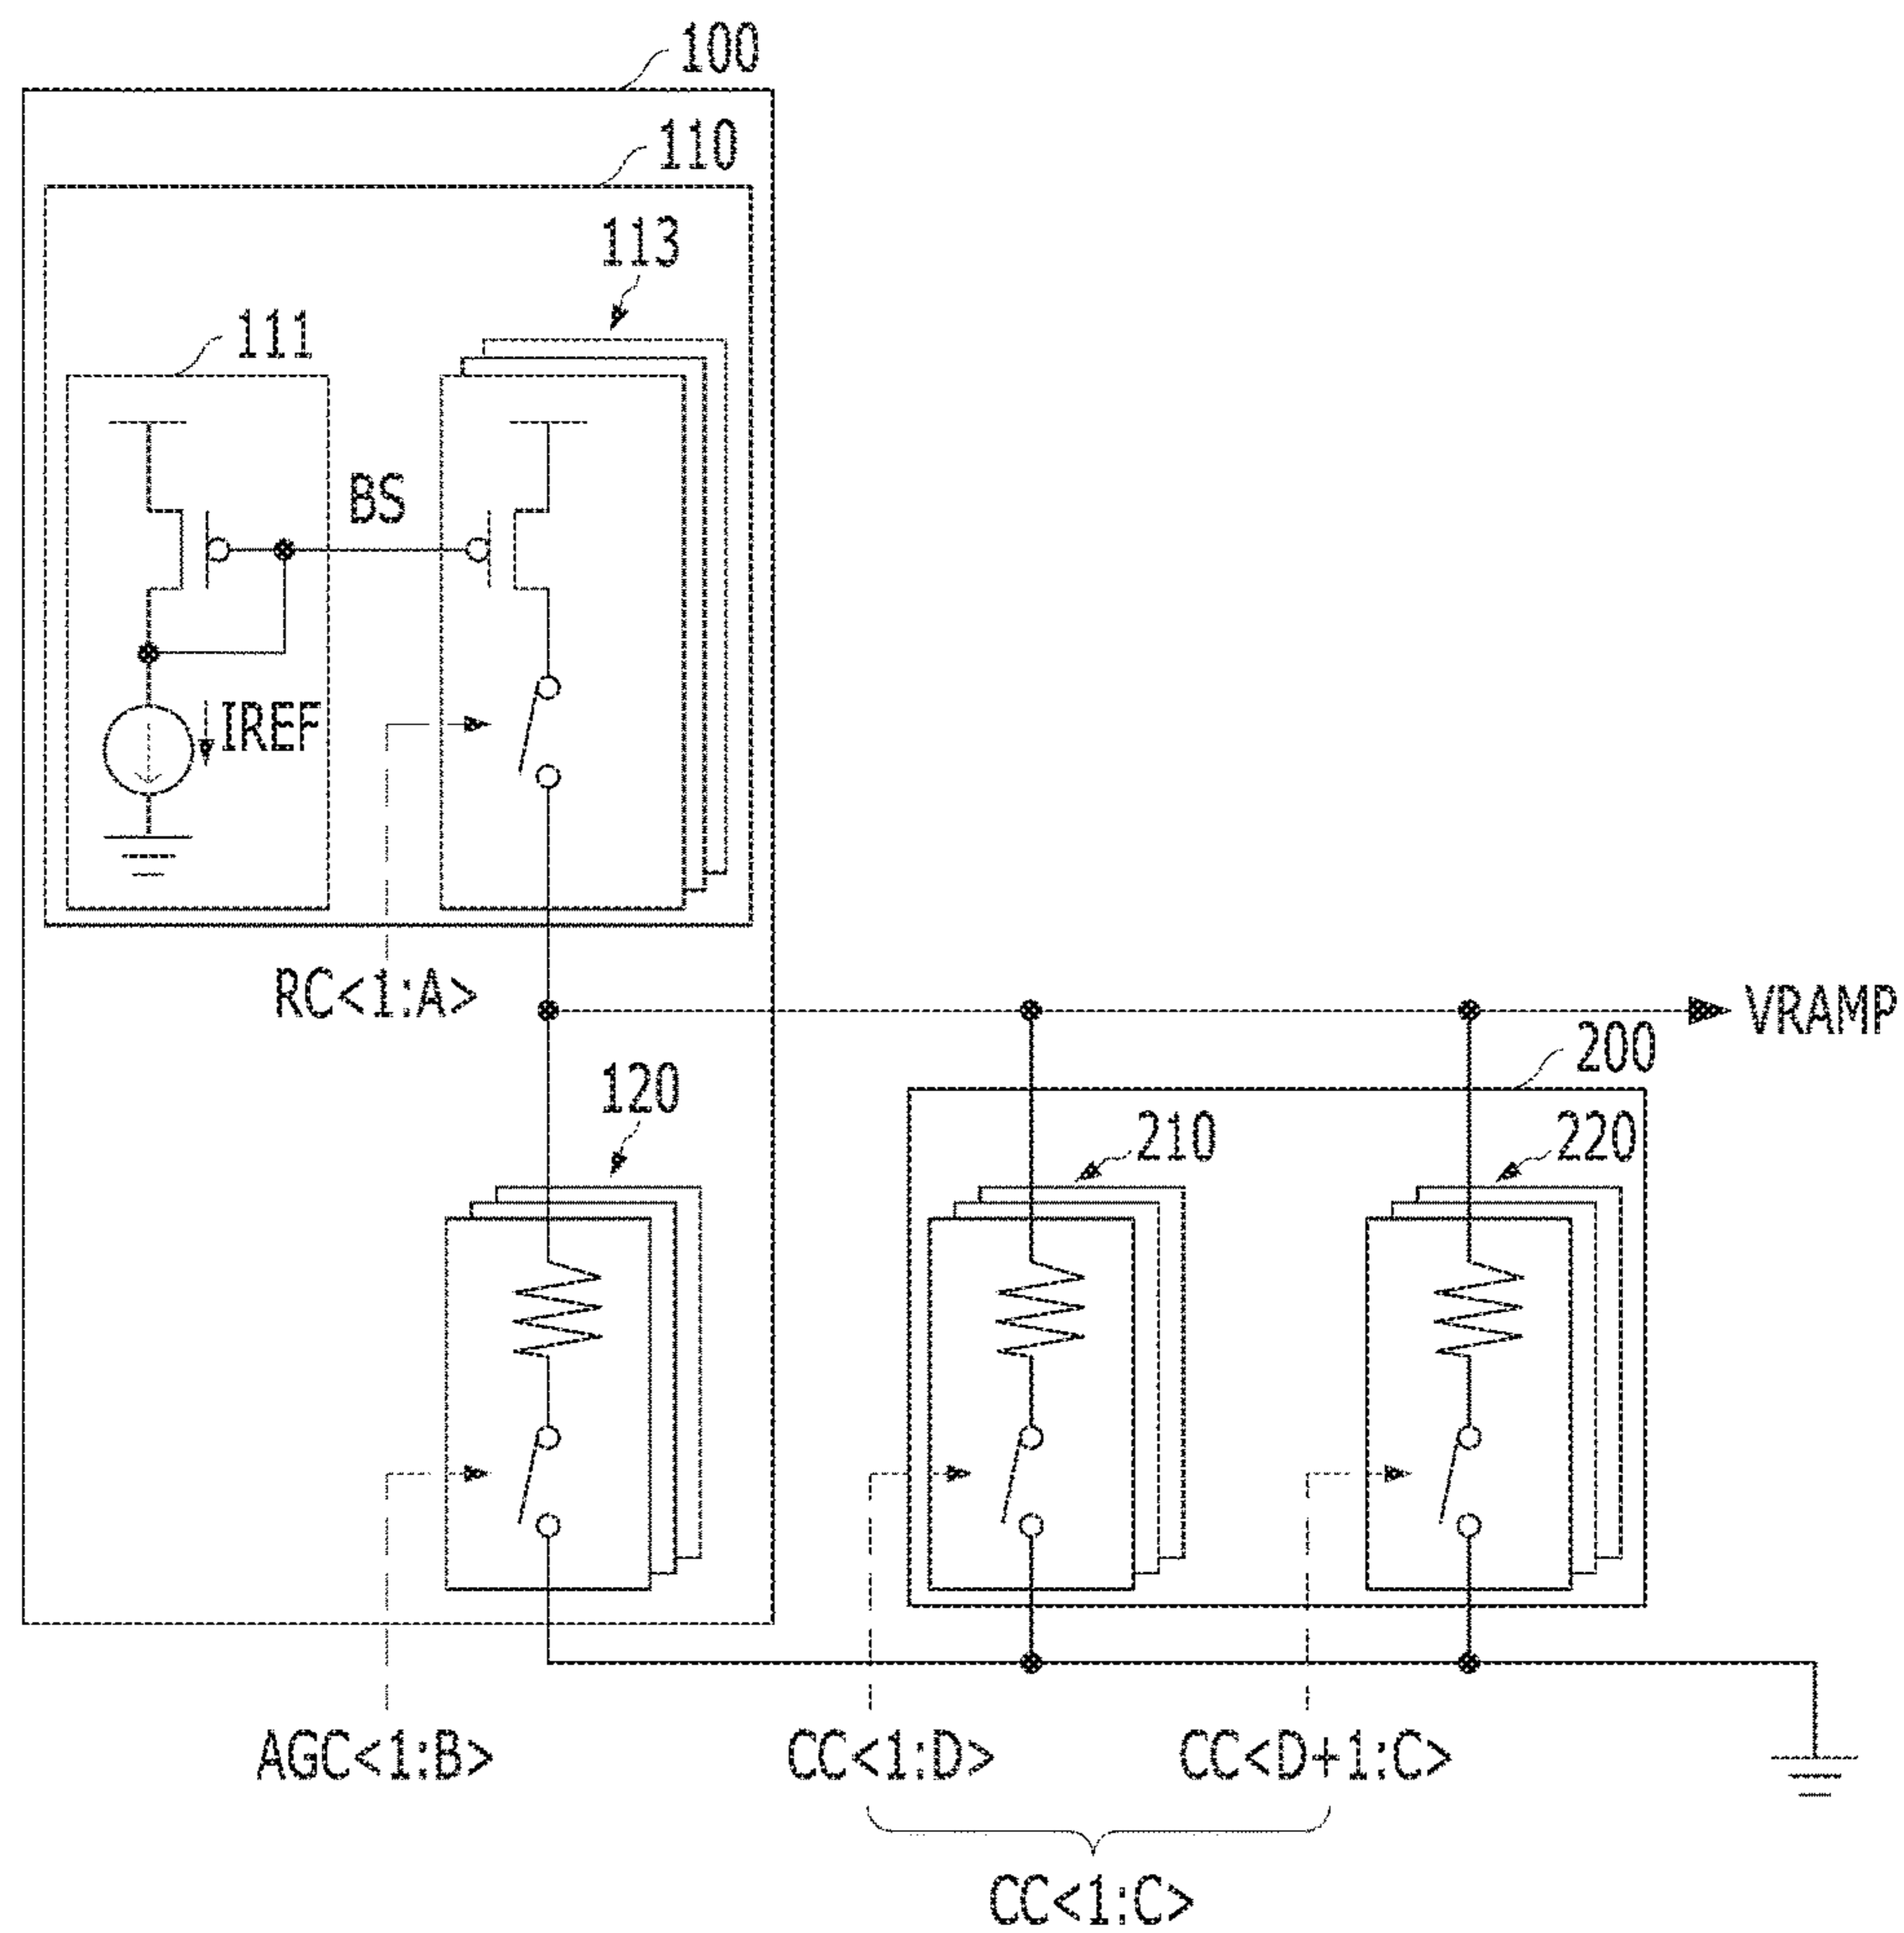 100
110
113
111
BS
IREF
RC<1:A>
VRAMP
200
120
210
220
AGC<1:B>
CC<1:D>
CC<D+1:C>
CC<1:C>